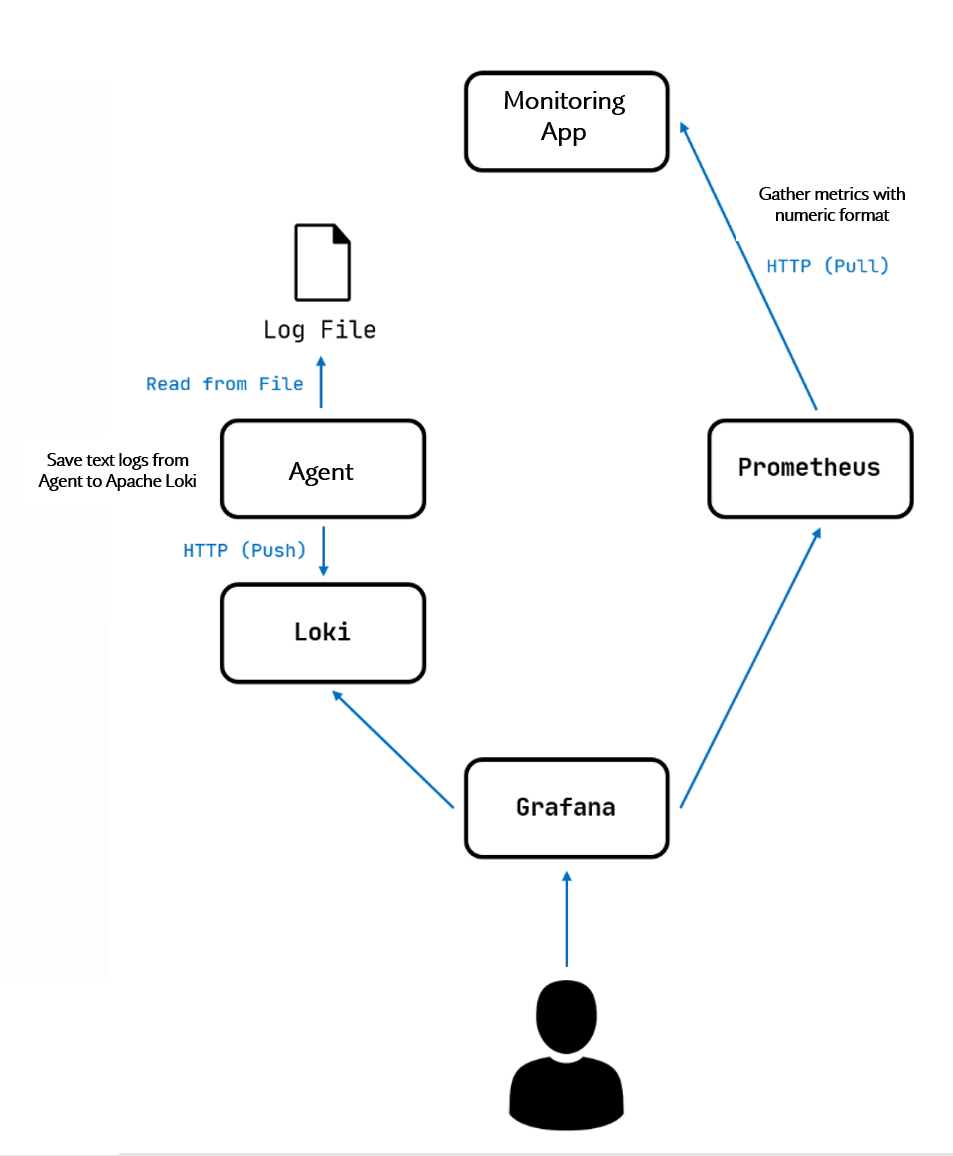 Monitoring
App
Gather metrics with
numeric format
HTTP (Pull)
Log File
Read from File
Save text logs from
Agent to Apache Loki
Agent
Prometheus
HTTP (Push)
Loki
Grafana